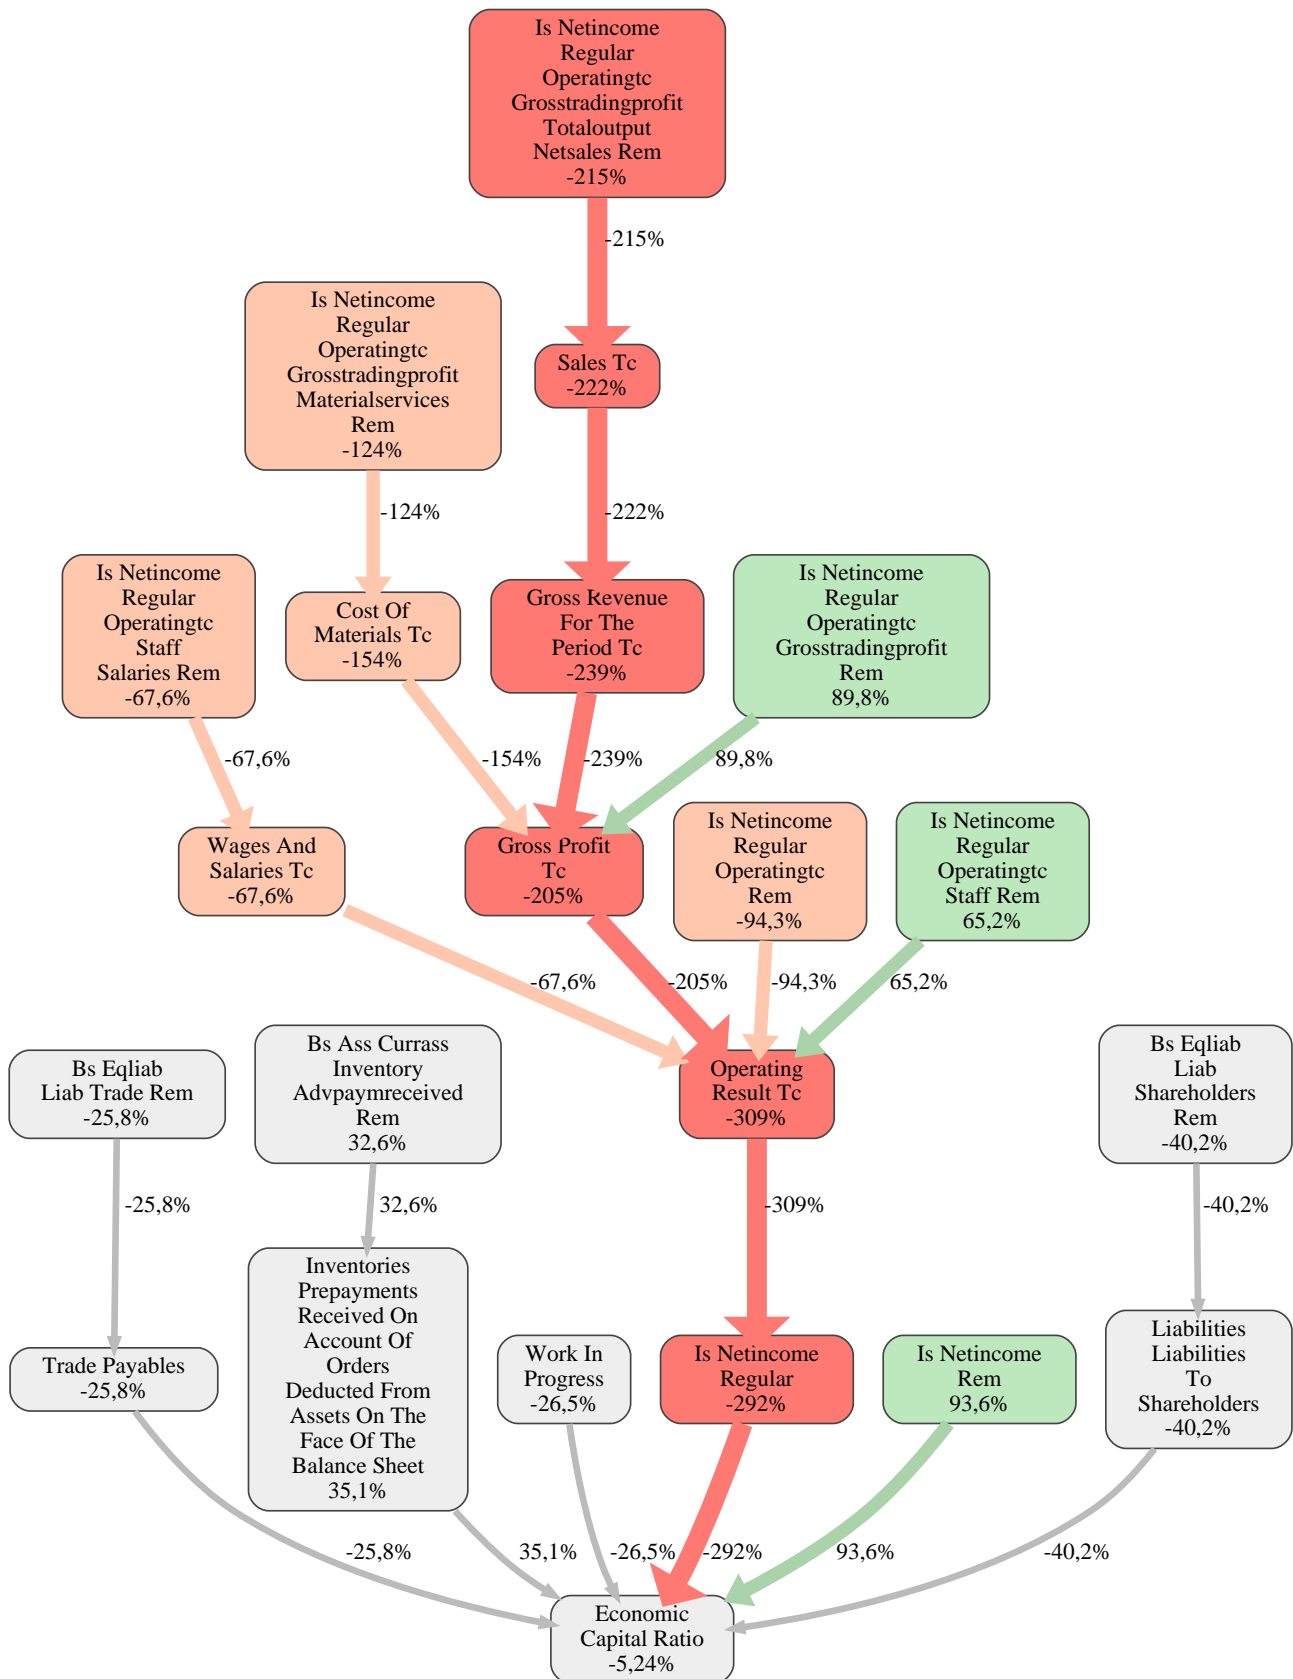 Is Netincome
Regular
Operatingtc
Grosstradingprofit
Totaloutput
Netsales Rem
-215%
-215%
Is Netincome
Regular
Operatingtc
Grosstradingprofit
Materialservices
Rem
-124%
Sales Tc
-222%
-124%
-222%
Is Netincome
Regular
Operatingtc
Staff
Salaries Rem
-67,6%
Cost Of
Materials Tc
-154%
Gross Revenue
For The
Period Tc
-239%
Is Netincome
Regular
Operatingtc
Grosstradingprofit
Rem
89,8%
-67,6%
-154%
-239%
89,8%
Wages And
Salaries Tc
-67,6%
Gross Profit
Tc
-205%
Is Netincome
Regular
Operatingtc
Rem
-94,3%
Is Netincome
Regular
Operatingtc
Staff Rem
65,2%
-67,6%
-205%
-94,3%
65,2%
Bs Eqliab
Liab Trade Rem
-25,8%
Bs Ass Currass
Inventory
Advpaymreceived
Rem
32,6%
Operating
Result Tc
-309%
Bs Eqliab
Liab
Shareholders
Rem
-40,2%
-25,8%
32,6%
-309%
-40,2%
Trade Payables
-25,8%
Inventories
Prepayments
Received On
Account Of
Orders
Deducted From
Assets On The
Face Of The
Balance Sheet
35,1%
Work In
Progress
-26,5%
Is Netincome
Regular
-292%
Is Netincome
Rem
93,6%
Liabilities
Liabilities
To
Shareholders
-40,2%
-25,8%
35,1%
-26,5%
-292%
93,6%
-40,2%
Economic
Capital Ratio
-5,24%